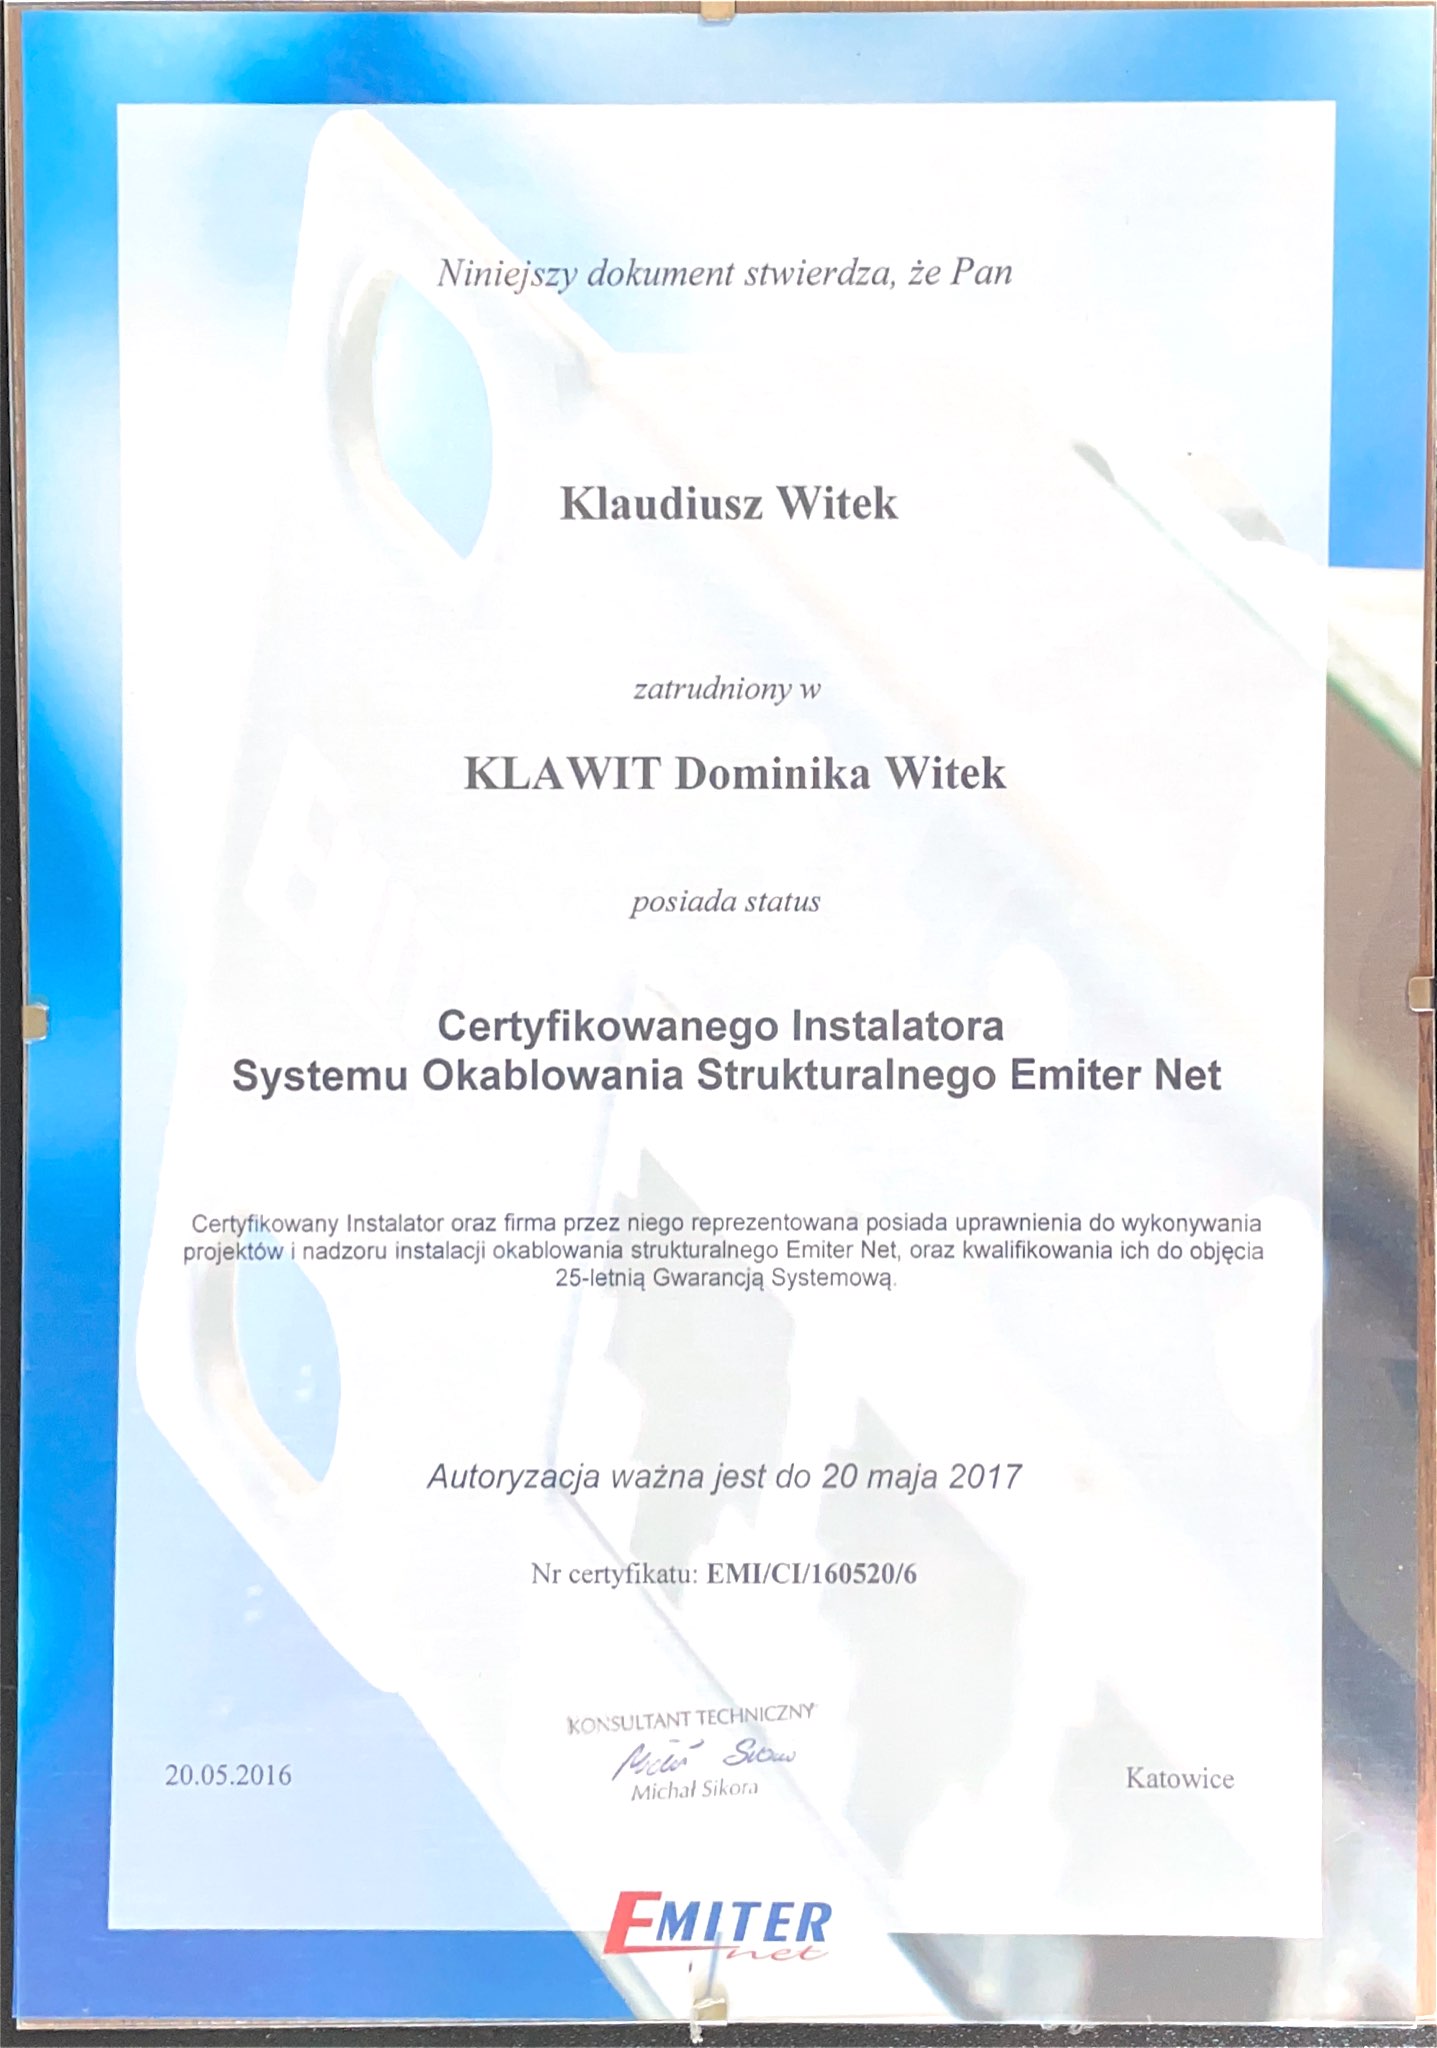 Niniejszy dokument stwierdza, że Pan
Klaudiusz Witek
zatrudniony w
KLAWIT Dominika Witek
posiada status
Certyfikowanego Instalatora
Systemu Okablowania Strukturalnego Emiter Net
Certyfikowany Instalator oraz firma przez niego reprezentowana posiada uprawnienia do wykonywania
projektów i nadzoru instalacji okablowania strukturalnego Emiter Net, oraz kwalifikowania ich do objęcia
25-letnią Gwarancją Systemową.
Autoryzacja ważna jest do 20 maja 2017
Nr certyfikatu: EMI/CI/160520/6
KONSULTANT TECHNICZNY
Michał Sikora
20.05.2016
Katowice
EMITER
net